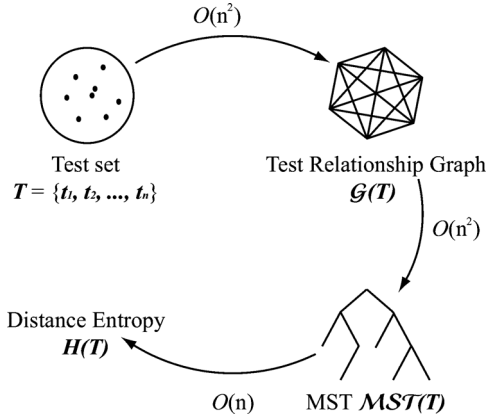 O(n²)
Test set
T = {t₁, t₂, ..., tₙ}
Test Relationship Graph
𝒢(T)
O(n²)
Distance Entropy
H(T)
O(n)
MST 𝓜𝓢𝓣(T)